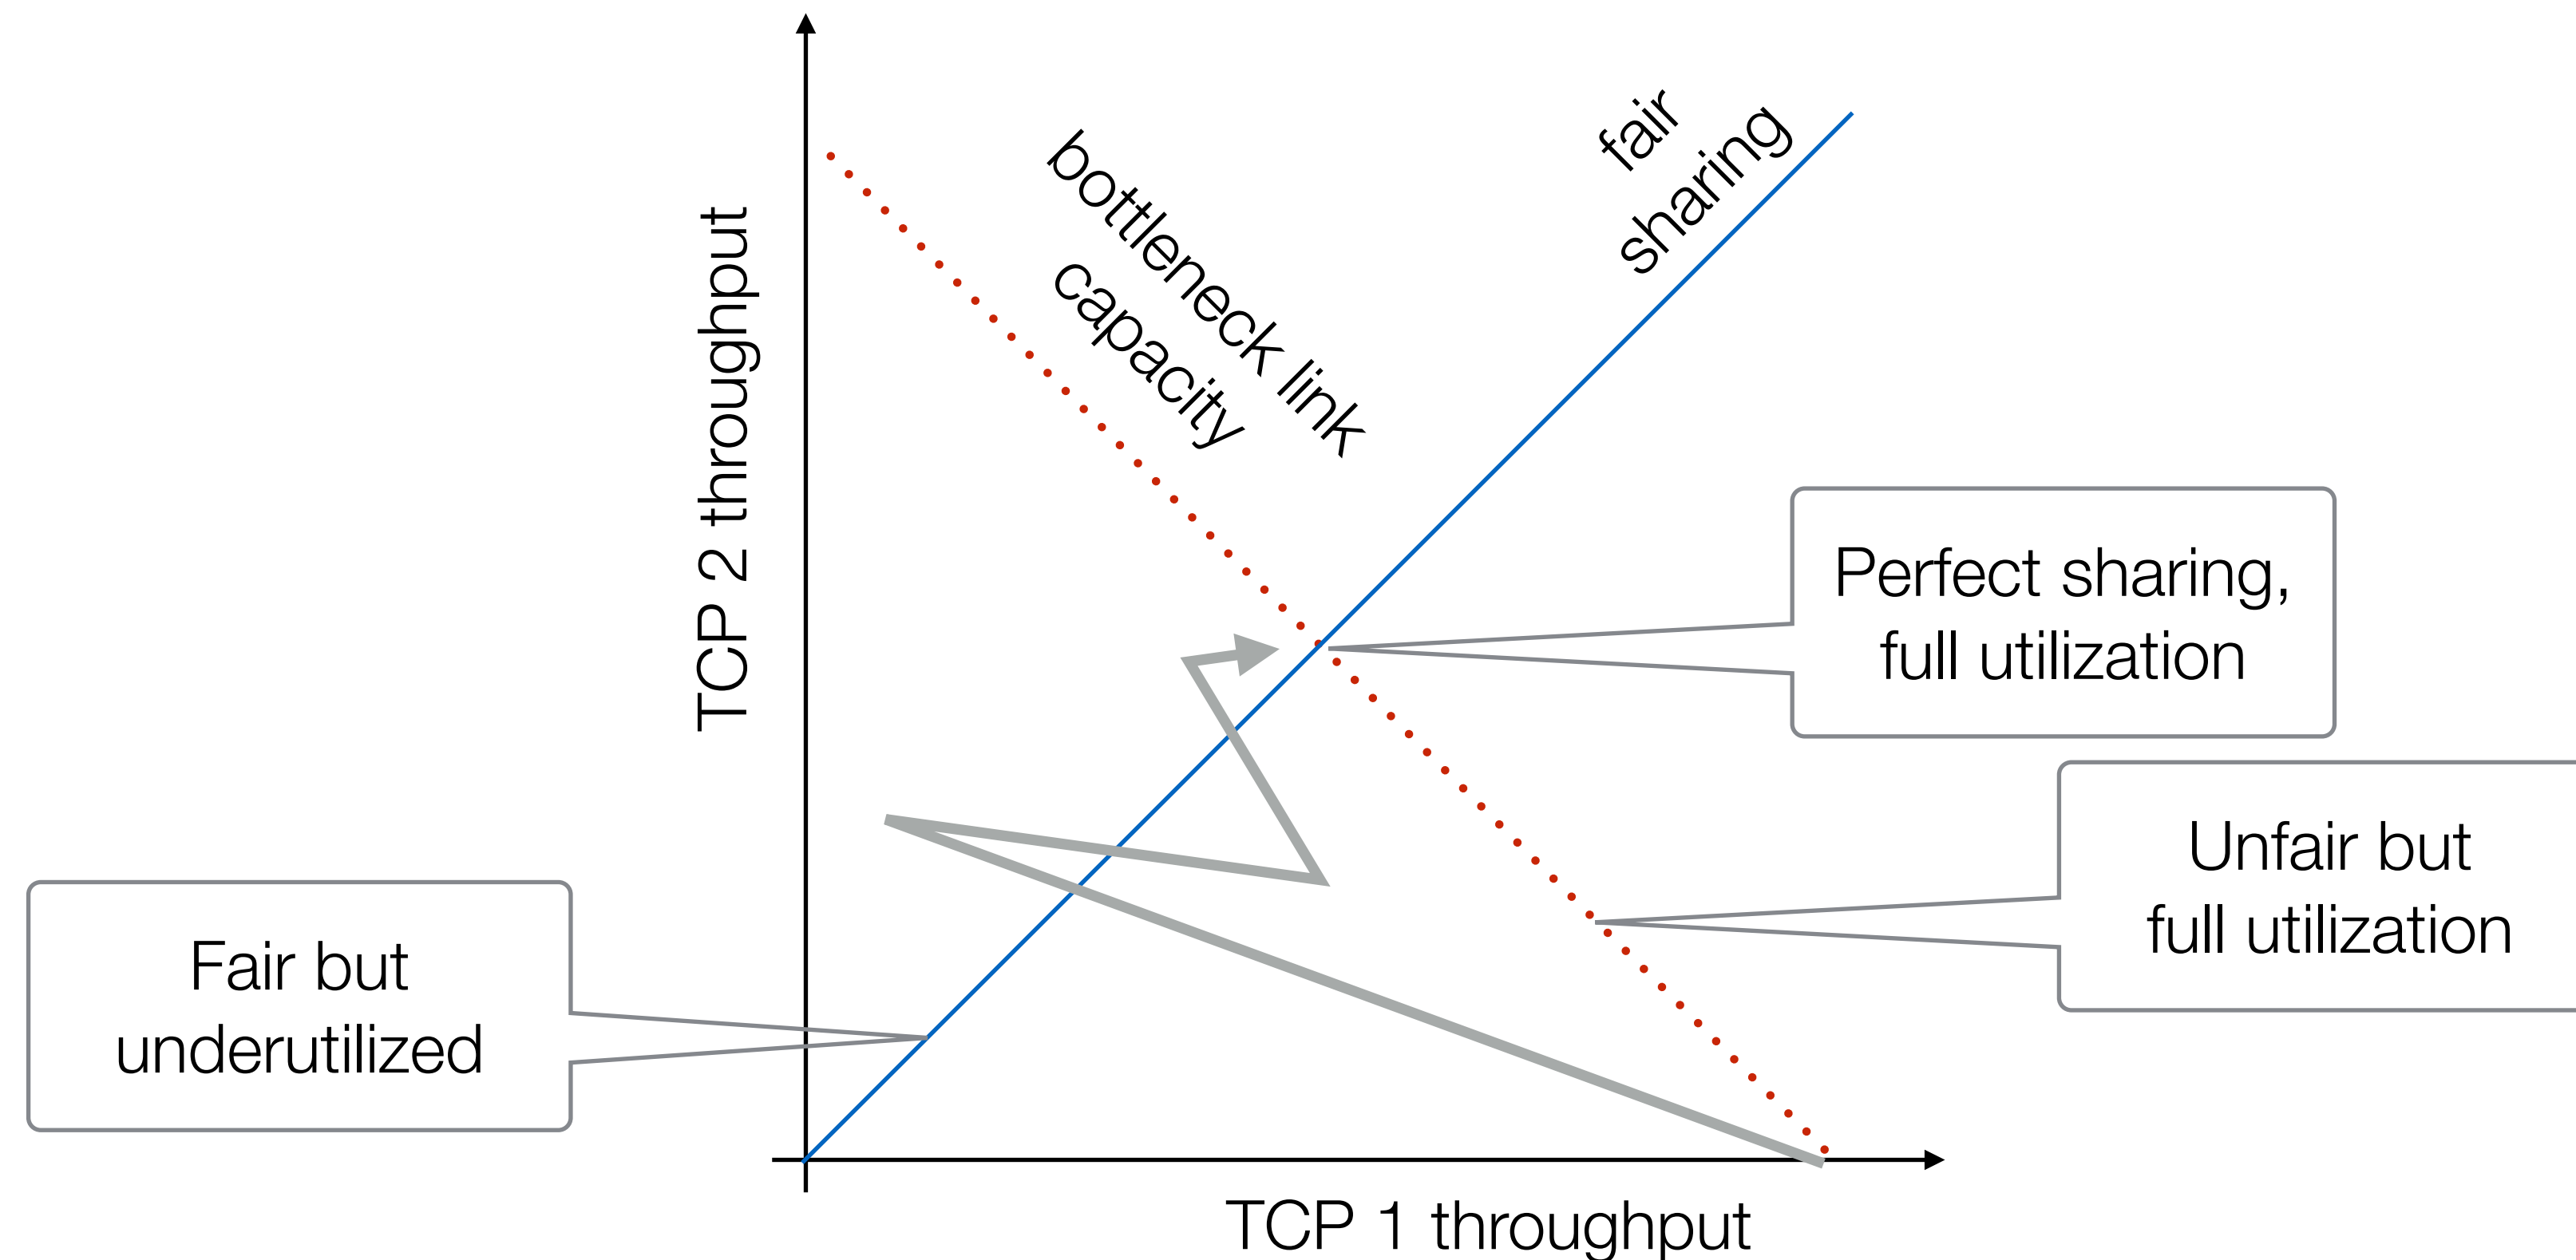 fair
sharing
bottleneck link
capacity
TCP 2 throughput
Perfect sharing,
full utilization
Unfair but
full utilization
Fair but
underutilized
TCP 1 throughput